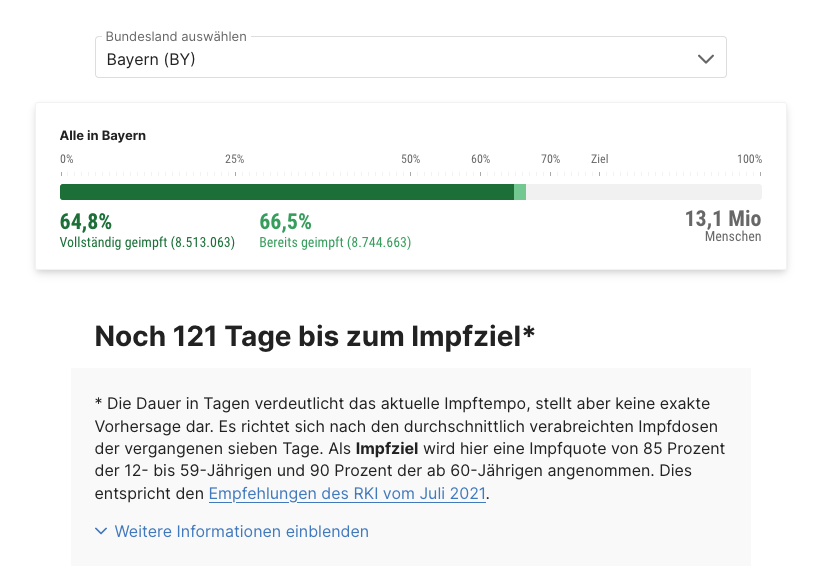 Bundesland auswählen
Bayern (BY)
Alle in Bayern
0% 25% 50% 60% 70% Ziel 100%
64,8% 66,5% 13,1 Mio
Vollständig geimpft (8.513.063) Bereits geimpft (8.744.663) Menschen
Noch 121 Tage bis zum Impfziel*
* Die Dauer in Tagen verdeutlicht das aktuelle Impftempo, stellt aber keine exakte
Vorhersage dar. Es richtet sich nach den durchschnittlich verabreichten Impfdosen
der vergangenen sieben Tage. Als Impfziel wird hier eine Impfquote von 85 Prozent
der 12- bis 59-Jährigen und 90 Prozent der ab 60-Jährigen angenommen. Dies
entspricht den Empfehlungen des RKI vom Juli 2021.
Weitere Informationen einblenden